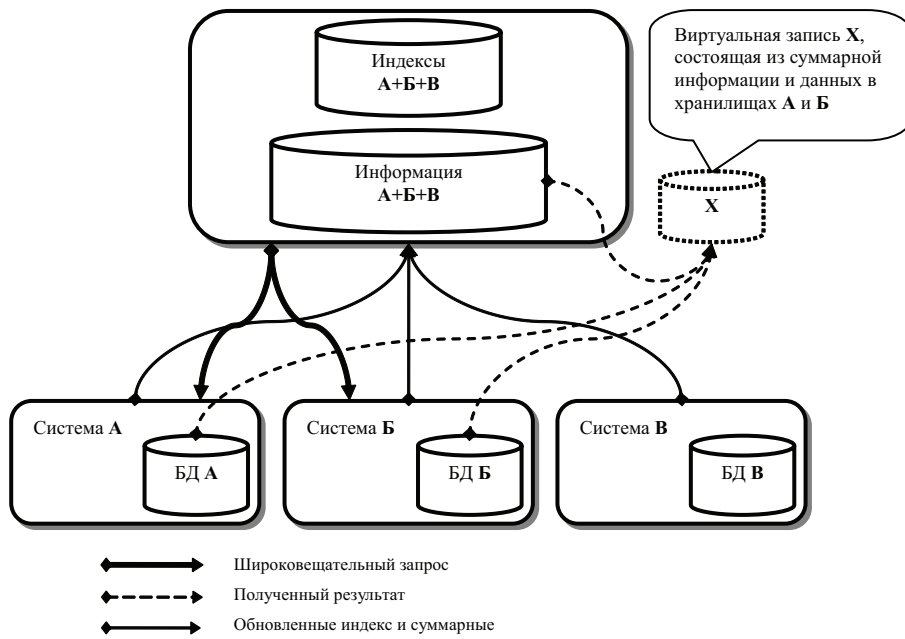 Индексы
А+Б+В
Информация
А+Б+В
Виртуальная запись X,
состоящая из суммарной
информации и данных в
хранилищах А и Б
X
Система А
БД А
Система Б
БД Б
Система В
БД В
Широковещательный запрос
Полученный результат
Обновленные индекс и суммарные